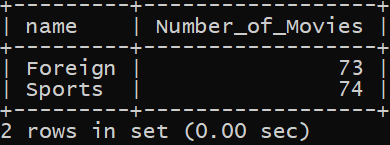 +---------+------------------+
| name    | Number_of_Movies |
+---------+------------------+
| Foreign |               73 |
| Sports  |               74 |
+---------+------------------+
2 rows in set (0.00 sec)